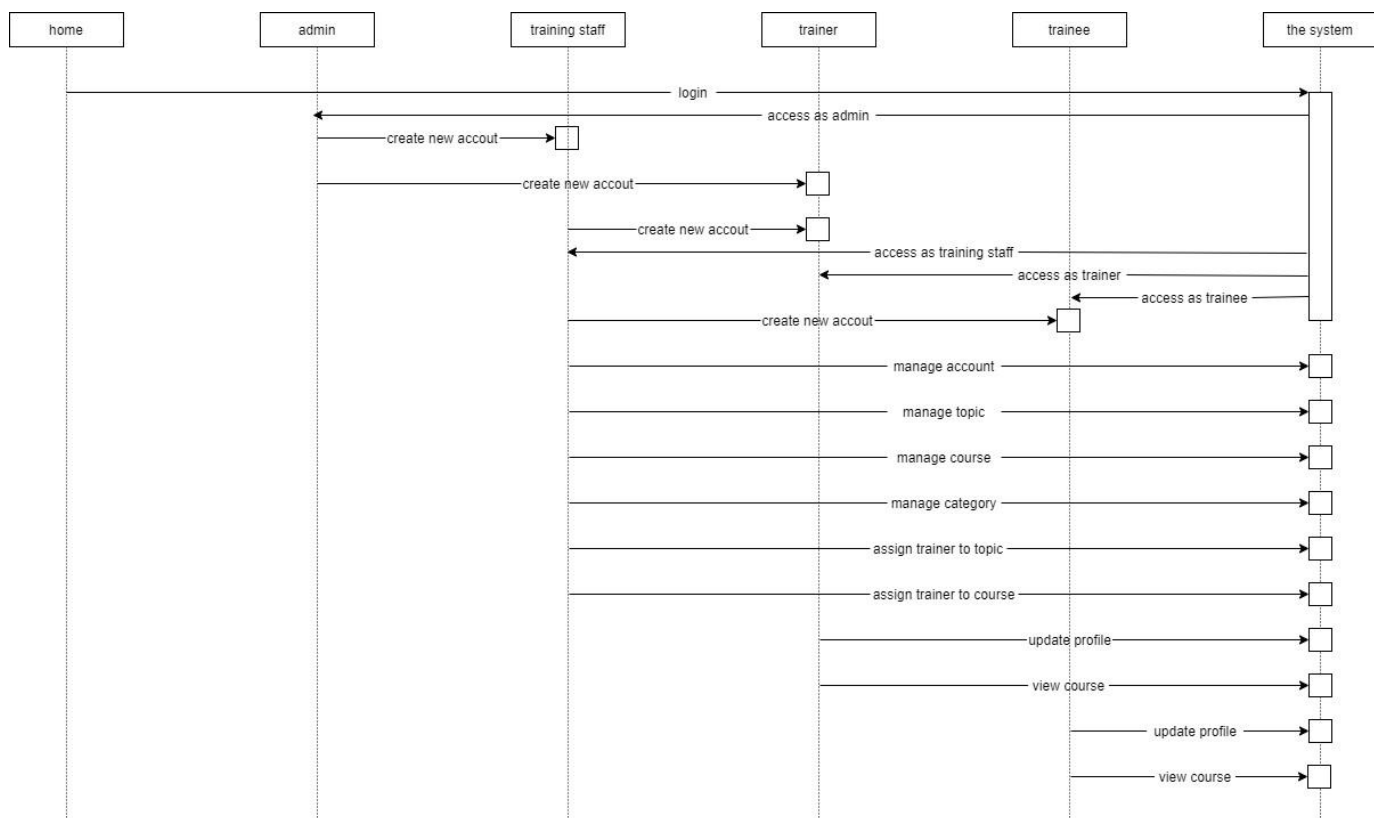 home
admin
training staff
trainer
trainee
the system
login
access as admin
create new accout
create new accout
create new accout
access as training staff
access as trainer
access as trainee
create new accout
manage account
manage topic
manage course
manage category
assign trainer to topic
assign trainer to course
update profile
view course
update profile
view course